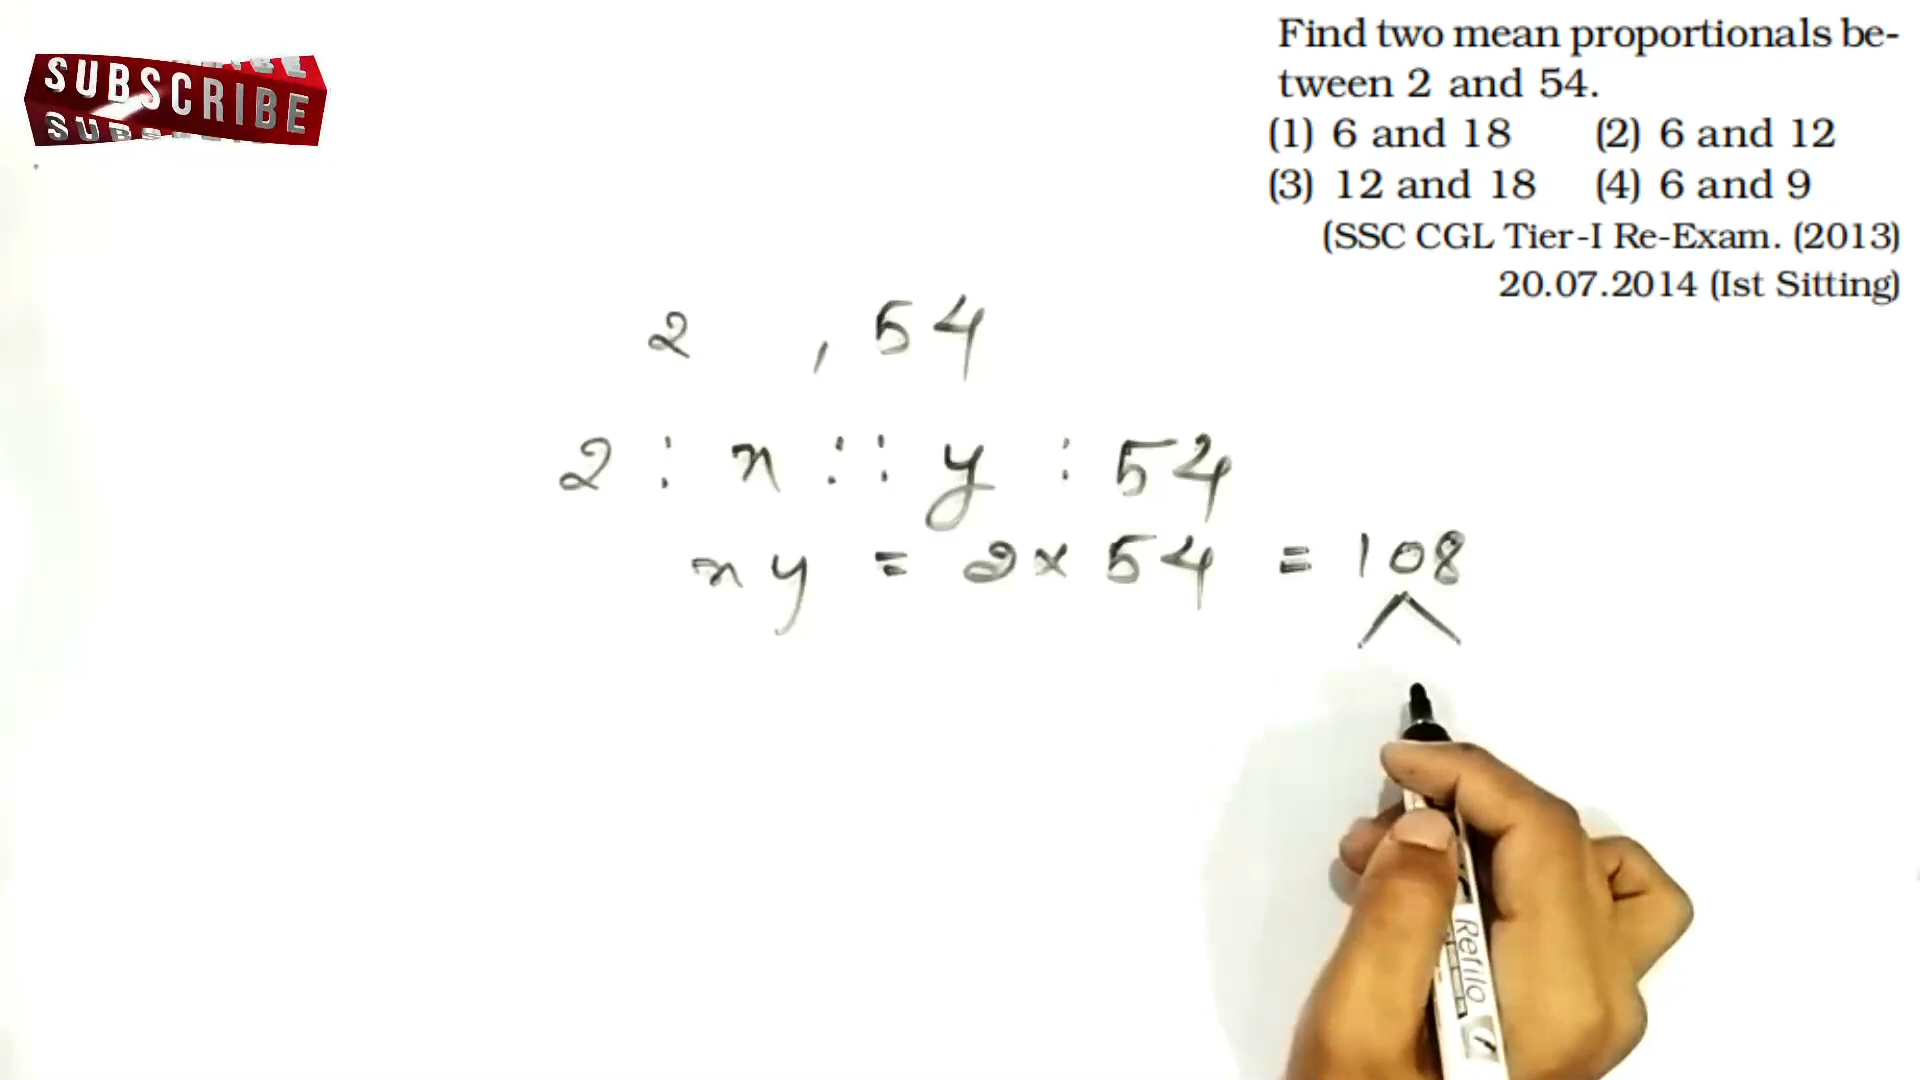 SUBSCRIBE
Find two mean proportionals be-
tween 2 and 54.
(1) 6 and 18 (2) 6 and 12
(3) 12 and 18 (4) 6 and 9
(SSC CGL Tier-I Re-Exam. (2013)
20.07.2014 (Ist Sitting)
2 , 54
2 : x :: y : 54
xy = 2 × 54 = 108
Refilo